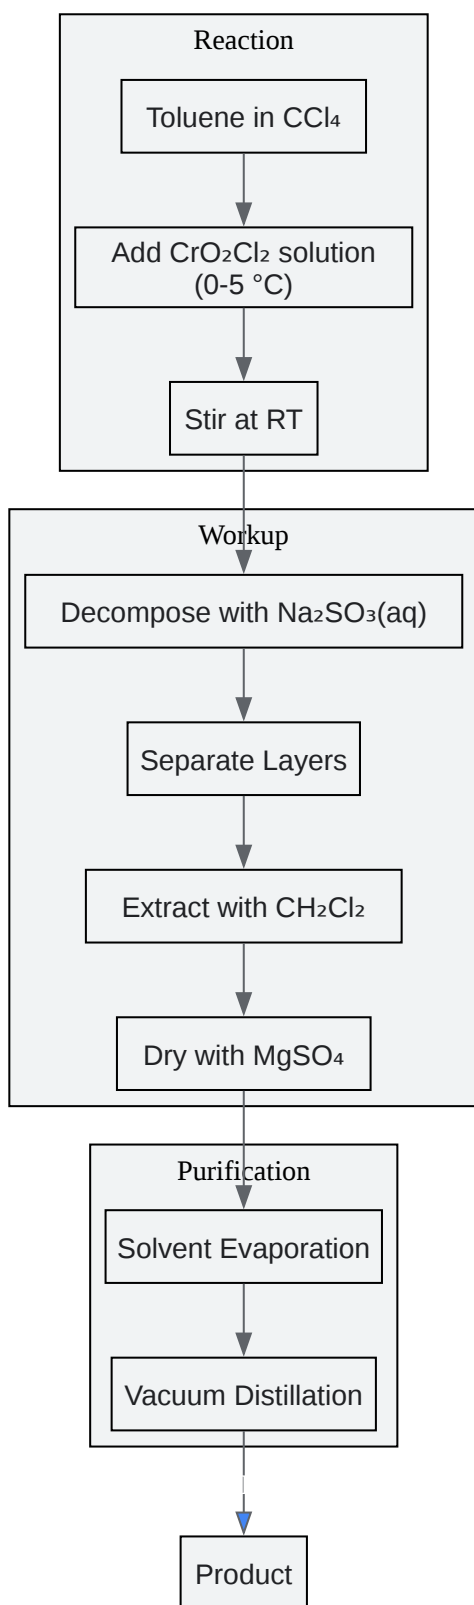 Reaction
Toluene in CCl₄
Add CrO₂Cl₂ solution
(0-5 °C)
Stir at RT
Workup
Decompose with Na₂SO₃(aq)
Separate Layers
Extract with CH₂Cl₂
Dry with MgSO₄
Purification
Solvent Evaporation
Vacuum Distillation
Product